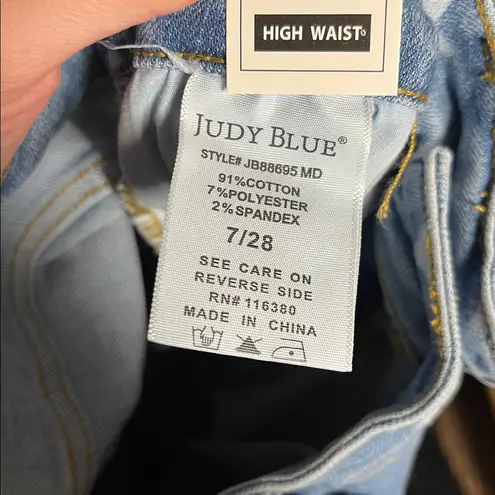 HIGH WAIST®
JUDY BLUE®
STYLE# JB88695 MD
91%COTTON
7%POLYESTER
2%SPANDEX
7/28
SEE CARE ON
REVERSE SIDE
RN# 116380
MADE IN CHINA